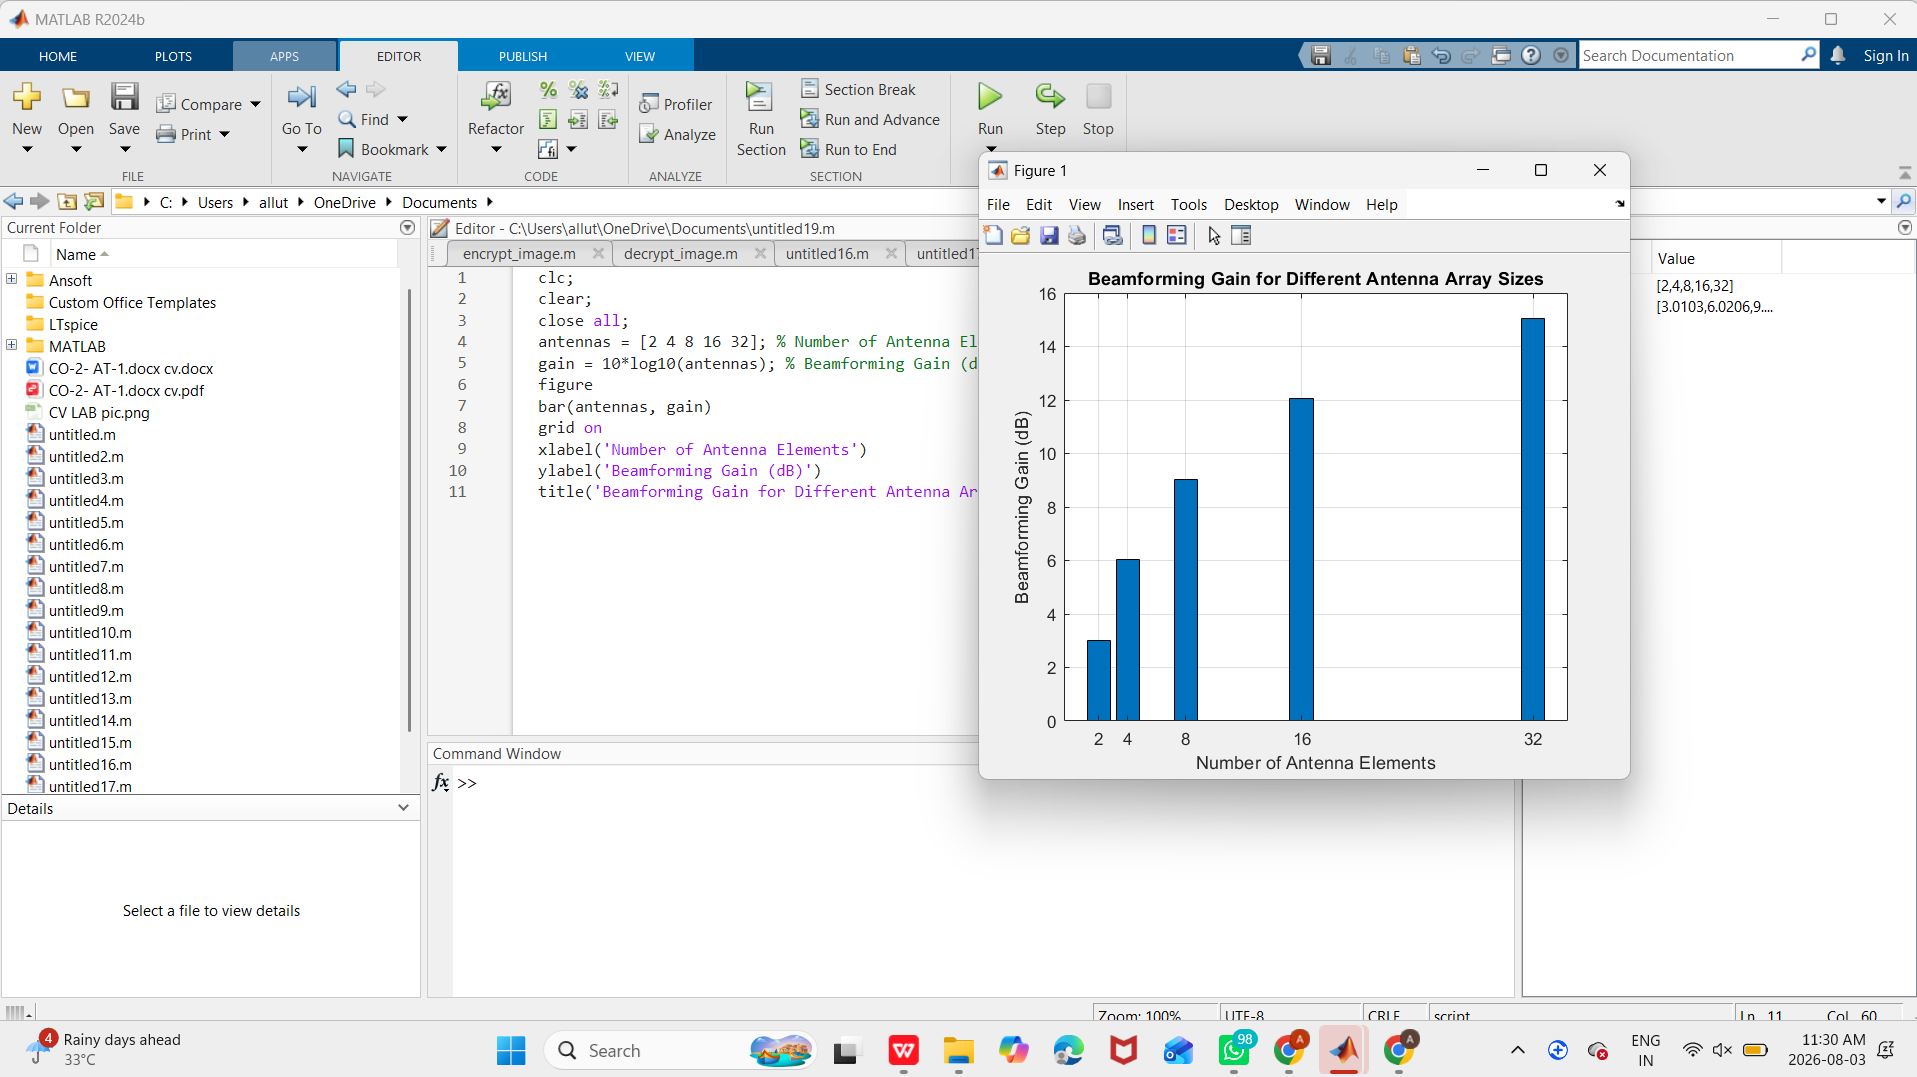 MATLAB R2024b
HOME PLOTS APPS EDITOR PUBLISH VIEW
Search Documentation
Sign In
New
Open
Save
Compare
Print
FILE
Go To
Find
Bookmark
NAVIGATE
Refactor
CODE
Profiler
Analyze
ANALYZE
Run
Section
Section Break
Run and Advance
Run to End
SECTION
Run
Step
Stop
C: Users allut OneDrive Documents
Current Folder
Name
Ansoft
Custom Office Templates
LTspice
MATLAB
CO-2- AT-1.docx cv.docx
CO-2- AT-1.docx cv.pdf
CV LAB pic.png
untitled.m
untitled2.m
untitled3.m
untitled4.m
untitled5.m
untitled6.m
untitled7.m
untitled8.m
untitled9.m
untitled10.m
untitled11.m
untitled12.m
untitled13.m
untitled14.m
untitled15.m
untitled16.m
untitled17.m
Details
Select a file to view details
Editor - C:\Users\allut\OneDrive\Documents\untitled19.m
encrypt_image.m decrypt_image.m untitled16.m untitled17
1 clc;
2 clear;
3 close all;
4 antennas = [2 4 8 16 32]; % Number of Antenna El
5 gain = 10*log10(antennas); % Beamforming Gain (d
6 figure
7 bar(antennas, gain)
8 grid on
9 xlabel('Number of Antenna Elements')
10 ylabel('Beamforming Gain (dB)')
11 title('Beamforming Gain for Different Antenna Ar
Command Window
fx >>
Figure 1
File Edit View Insert Tools Desktop Window Help
Beamforming Gain for Different Antenna Array Sizes
16
14
12
10
8
6
4
2
0
Beamforming Gain (dB)
2 4 8 16 32
Number of Antenna Elements
Value
[2,4,8,16,32]
[3.0103,6.0206,9....
Zoom: 100% UTF-8 CRLF script Ln 11 Col 60
4
Rainy days ahead
33°C
Search
98
A
A
ENG
IN
11:30 AM
2026-08-03